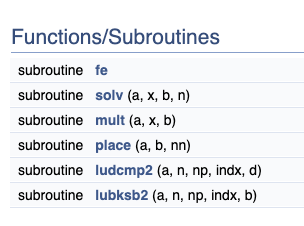 Functions/Subroutines
subroutine fe
subroutine solv (a, x, b, n)
subroutine mult (a, x, b)
subroutine place (a, b, nn)
subroutine ludcmp2 (a, n, np, indx, d)
subroutine lubksb2 (a, n, np, indx, b)